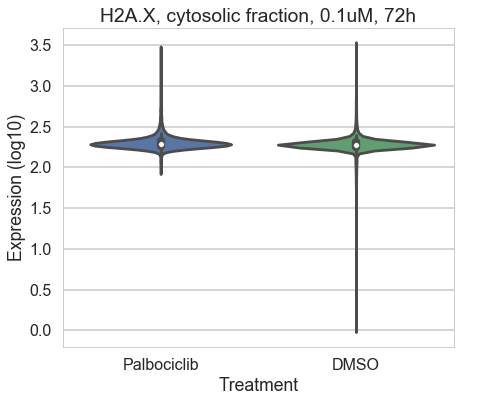 H2A.X, cytosolic fraction, 0.1uM, 72h
Expression (log10)
3.5
3.0
2.5
2.0
1.5
1.0
0.5
0.0
Palbociclib
DMSO
Treatment